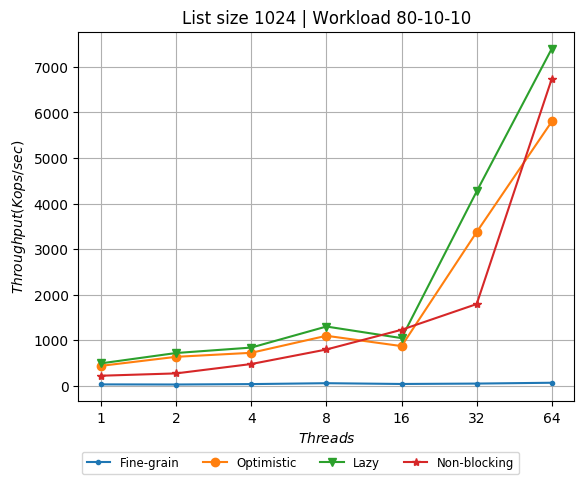 List size 1024 | Workload 80-10-10
Throughput(Kops/sec)
7000
6000
5000
4000
3000
2000
1000
0
1 2 4 8 16 32 64
Threads
Fine-grain Optimistic Lazy Non-blocking